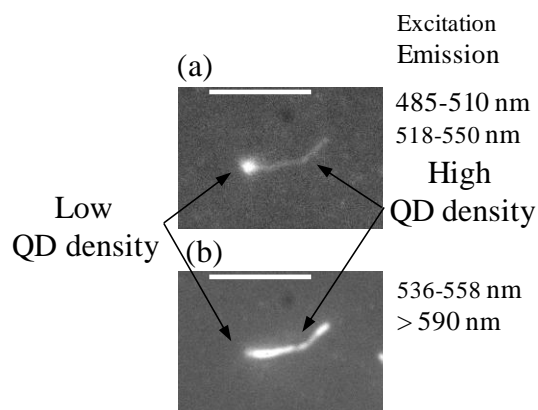 Excitation
Emission
(a)
485-510 nm
518-550 nm
Low
QD density
High
QD density
(b)
536-558 nm
> 590 nm